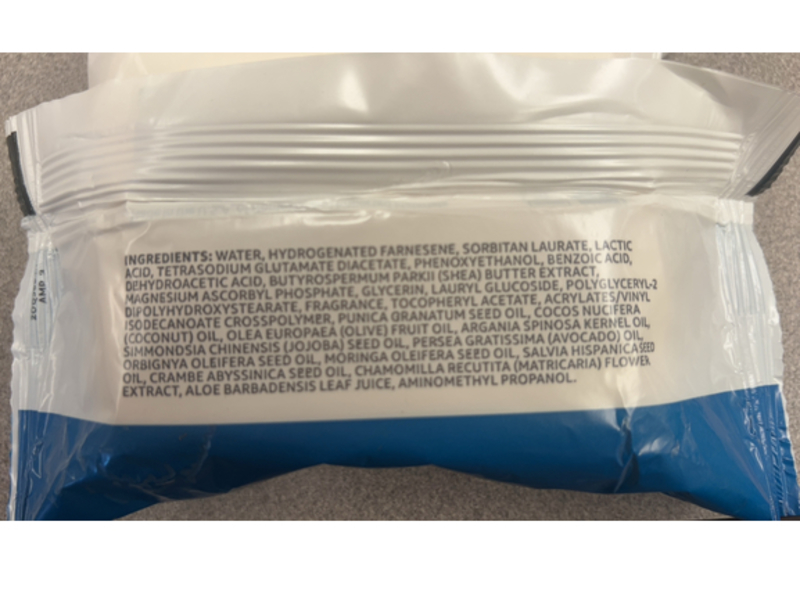 INGREDIENTS: WATER, HYDROGENATED FARNESENE, SORBITAN LAURATE, LACTIC
ACID, TETRASODIUM GLUTAMATE DIACETATE, PHENOXYETHANOL, BENZOIC ACID,
DEHYDROACETIC ACID, BUTYROSPERMUM PARKII (SHEA) BUTTER EXTRACT,
MAGNESIUM ASCORBYL PHOSPHATE, GLYCERIN, LAURYL GLUCOSIDE, POLYGLYCERYL-2
DIPOLYHYDROXYSTEARATE, FRAGRANCE, TOCOPHERYL ACETATE, ACRYLATES/VINYL
ISODECANOATE CROSSPOLYMER, PUNICA GRANATUM SEED OIL, COCOS NUCIFERA
(COCONUT) OIL, OLEA EUROPAEA (OLIVE) FRUIT OIL, ARGANIA SPINOSA KERNEL OIL,
SIMMONDSIA CHINENSIS (JOJOBA) SEED OIL, PERSEA GRATISSIMA (AVOCADO) OIL,
ORBIGNYA OLEIFERA SEED OIL, MORINGA OLEIFERA SEED OIL, SALVIA HISPANICA SEED
OIL, CRAMBE ABYSSINICA SEED OIL, CHAMOMILLA RECUTITA (MATRICARIA) FLOWER
EXTRACT, ALOE BARBADENSIS LEAF JUICE, AMINOMETHYL PROPANOL.